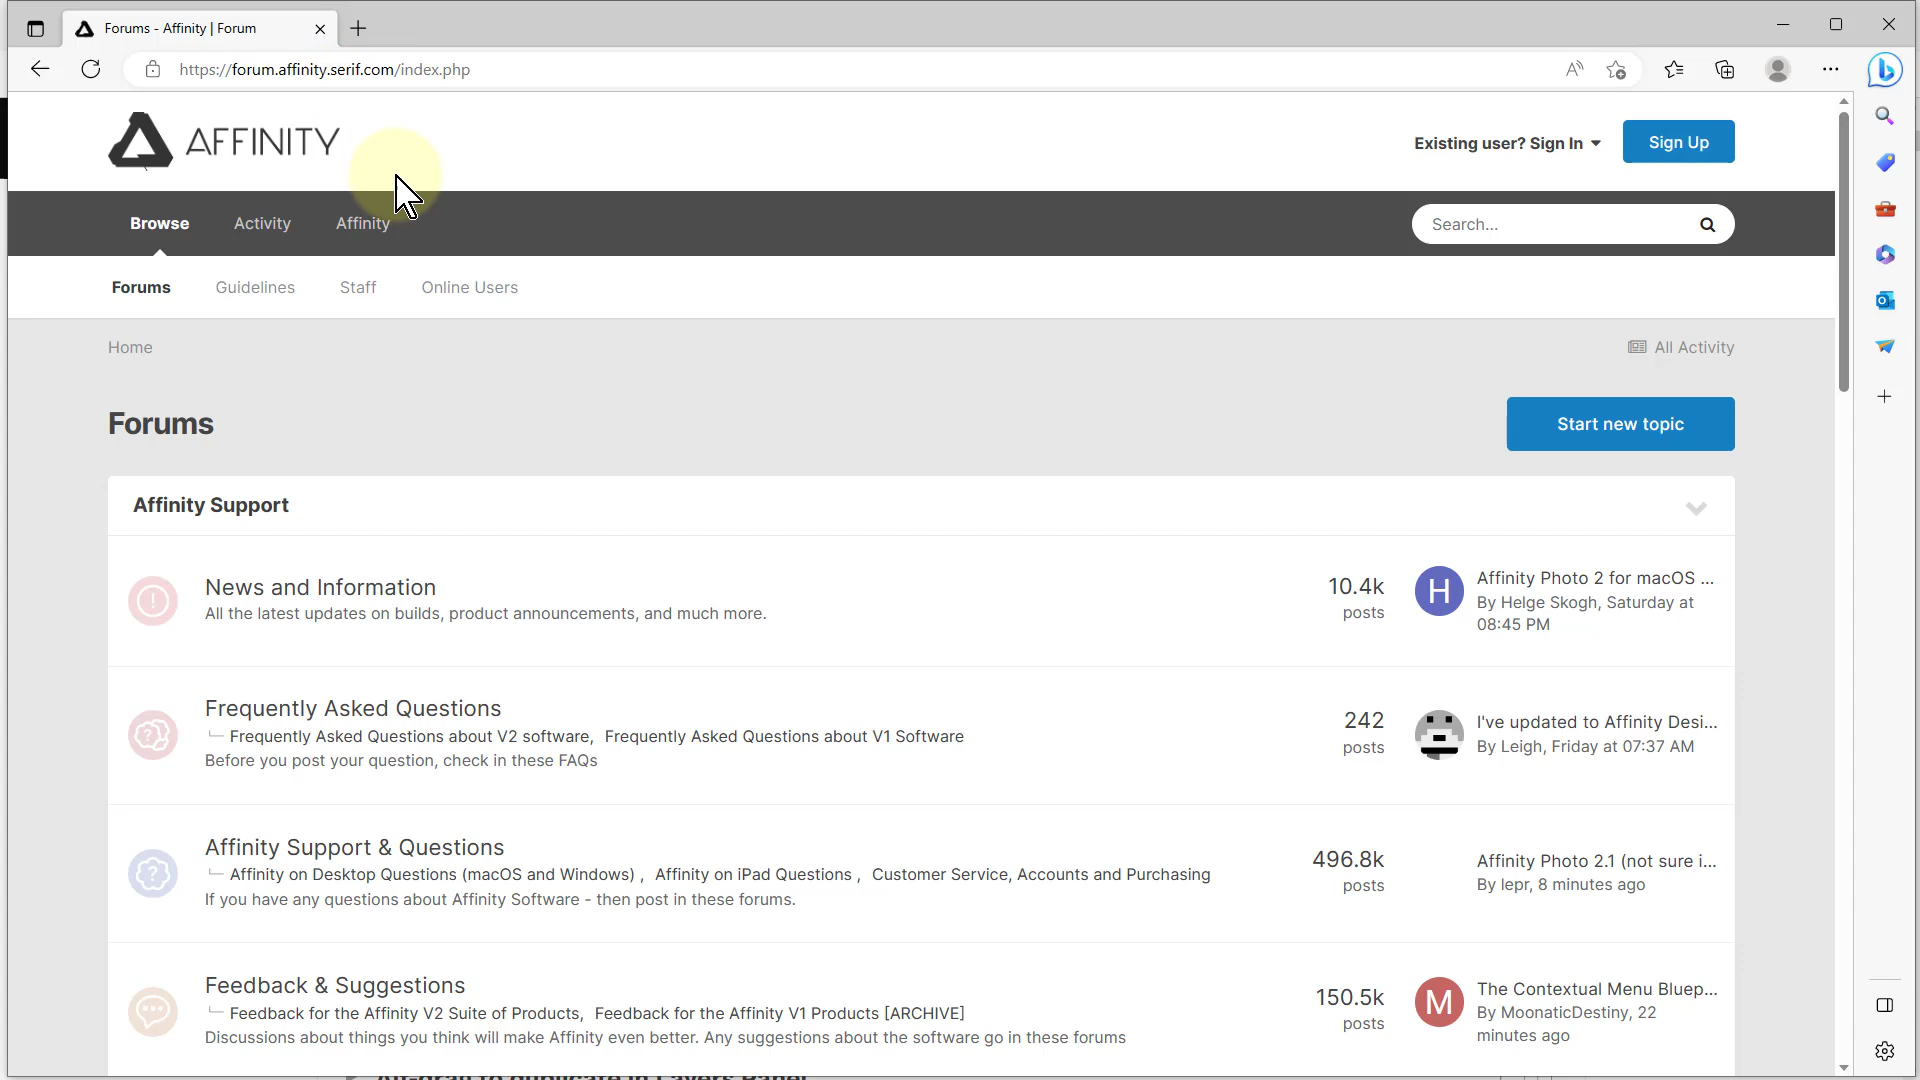 Forums - Affinity | Forum
https://forum.affinity.serif.com/index.php
AFFINITY
Existing user? Sign In
Sign Up
Browse
Activity
Affinity
Search...
Forums
Guidelines
Staff
Online Users
Home
All Activity
Forums
Start new topic
Affinity Support
News and Information
All the latest updates on builds, product announcements, and much more.
10.4k
posts
H
Affinity Photo 2 for macOS ...
By Helge Skogh, Saturday at
08:45 PM
Frequently Asked Questions
Frequently Asked Questions about V2 software, Frequently Asked Questions about V1 Software
Before you post your question, check in these FAQs
242
posts
I've updated to Affinity Desi...
By Leigh, Friday at 07:37 AM
Affinity Support & Questions
Affinity on Desktop Questions (macOS and Windows) , Affinity on iPad Questions , Customer Service, Accounts and Purchasing
If you have any questions about Affinity Software - then post in these forums.
496.8k
posts
Affinity Photo 2.1 (not sure i...
By lepr, 8 minutes ago
Feedback & Suggestions
Feedback for the Affinity V2 Suite of Products, Feedback for the Affinity V1 Products [ARCHIVE]
Discussions about things you think will make Affinity even better. Any suggestions about the software go in these forums
150.5k
posts
M
The Contextual Menu Bluep...
By MoonaticDestiny, 22
minutes ago
Alt-drag to duplicate in Layers Panel